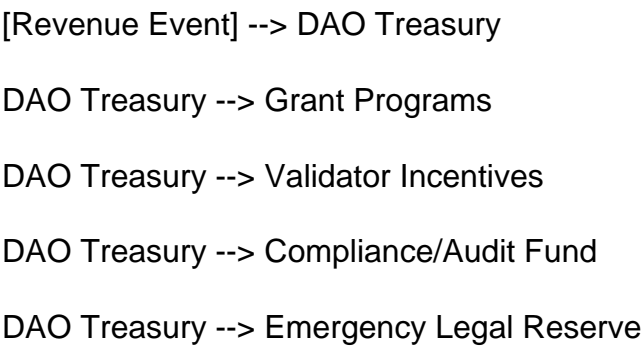 [Revenue Event] --> DAO Treasury
DAO Treasury --> Grant Programs
DAO Treasury --> Validator Incentives
DAO Treasury --> Compliance/Audit Fund
DAO Treasury --> Emergency Legal Reserve